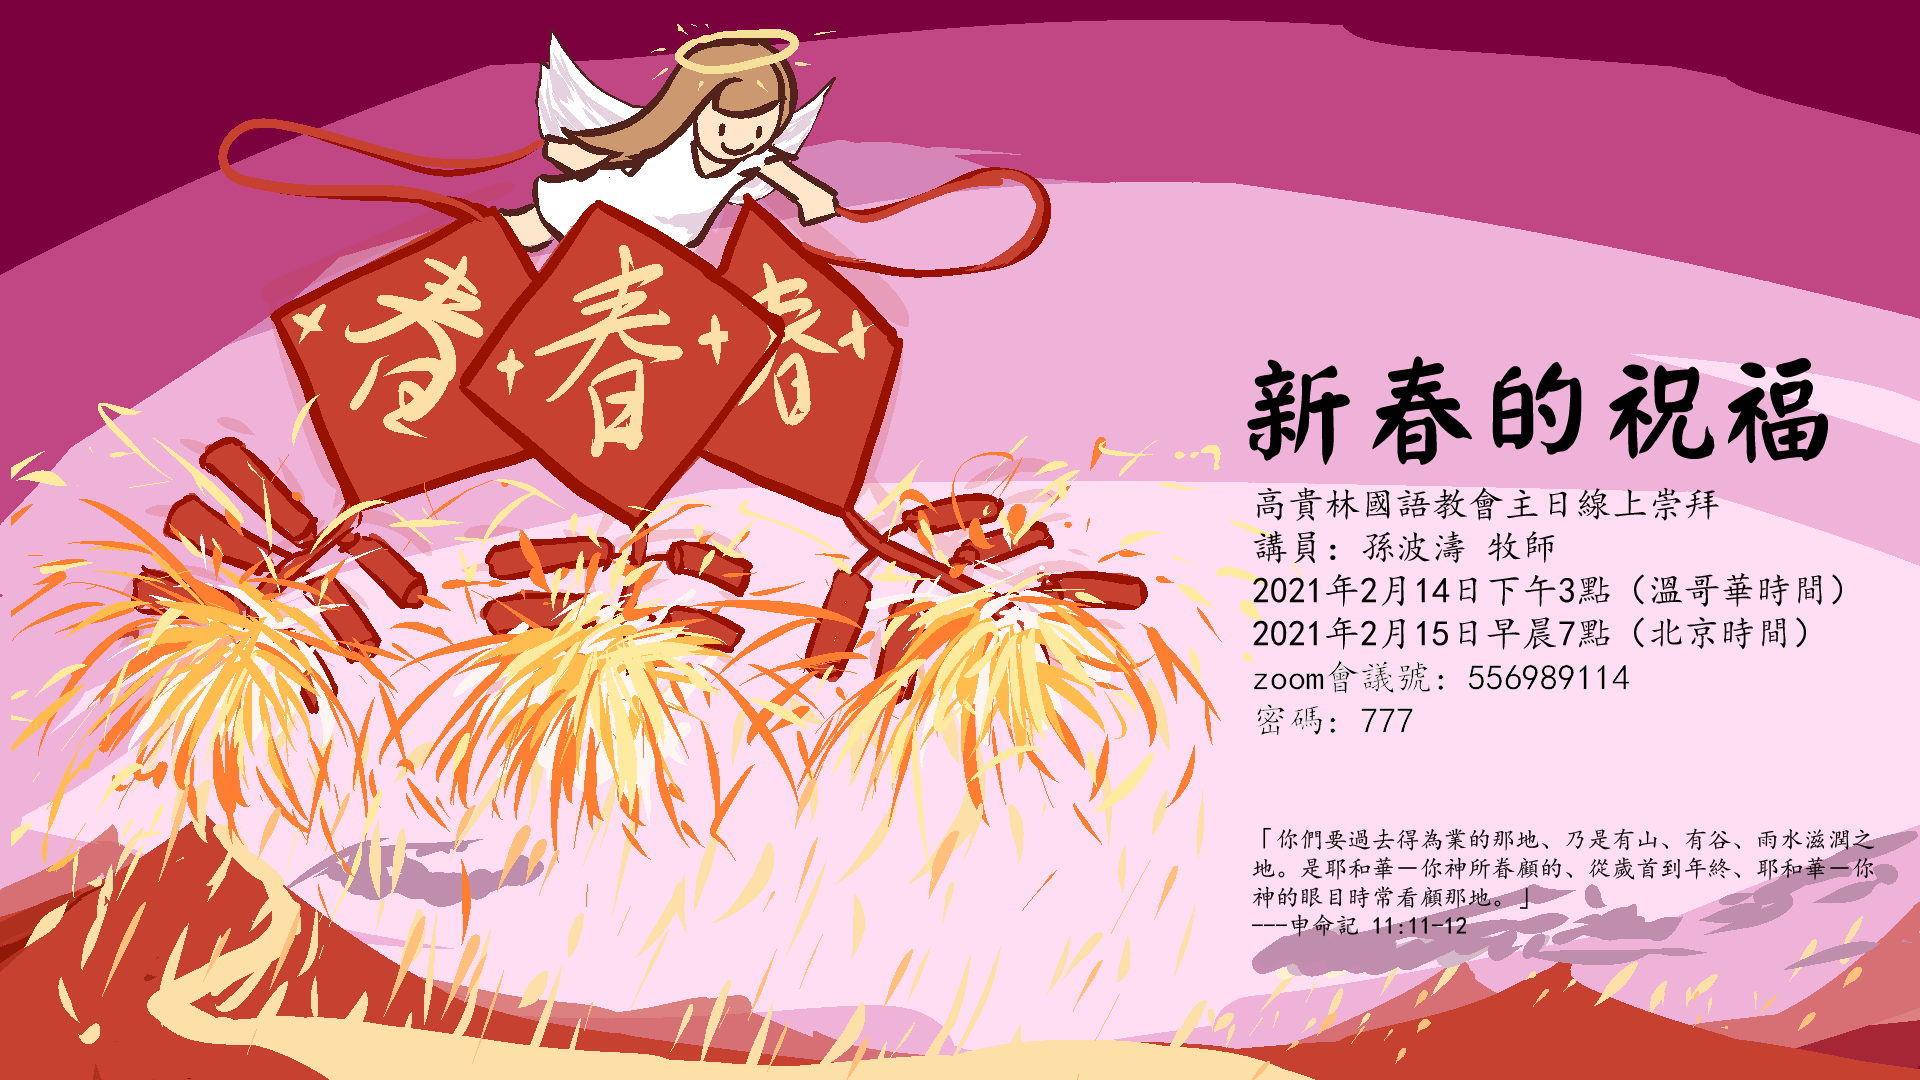 春 春 春
新春的祝福
高貴林國語教會主日線上崇拜
講員：孫波濤 牧師
2021年2月14日下午3點（溫哥華時間）
2021年2月15日早晨7點（北京時間）
zoom會議號：556989114
密碼：777
「你們要過去得為業的那地、乃是有山、有谷、雨水滋潤之
地。是耶和華－你神所眷顧的、從歲首到年終、耶和華－你
神的眼目時常看顧那地。」
---申命記 11:11-12